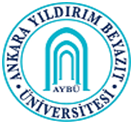 ANKARA YILDIRIM BEYAZIT
AYBÜ
· ÜNİVERSİTESİ ·